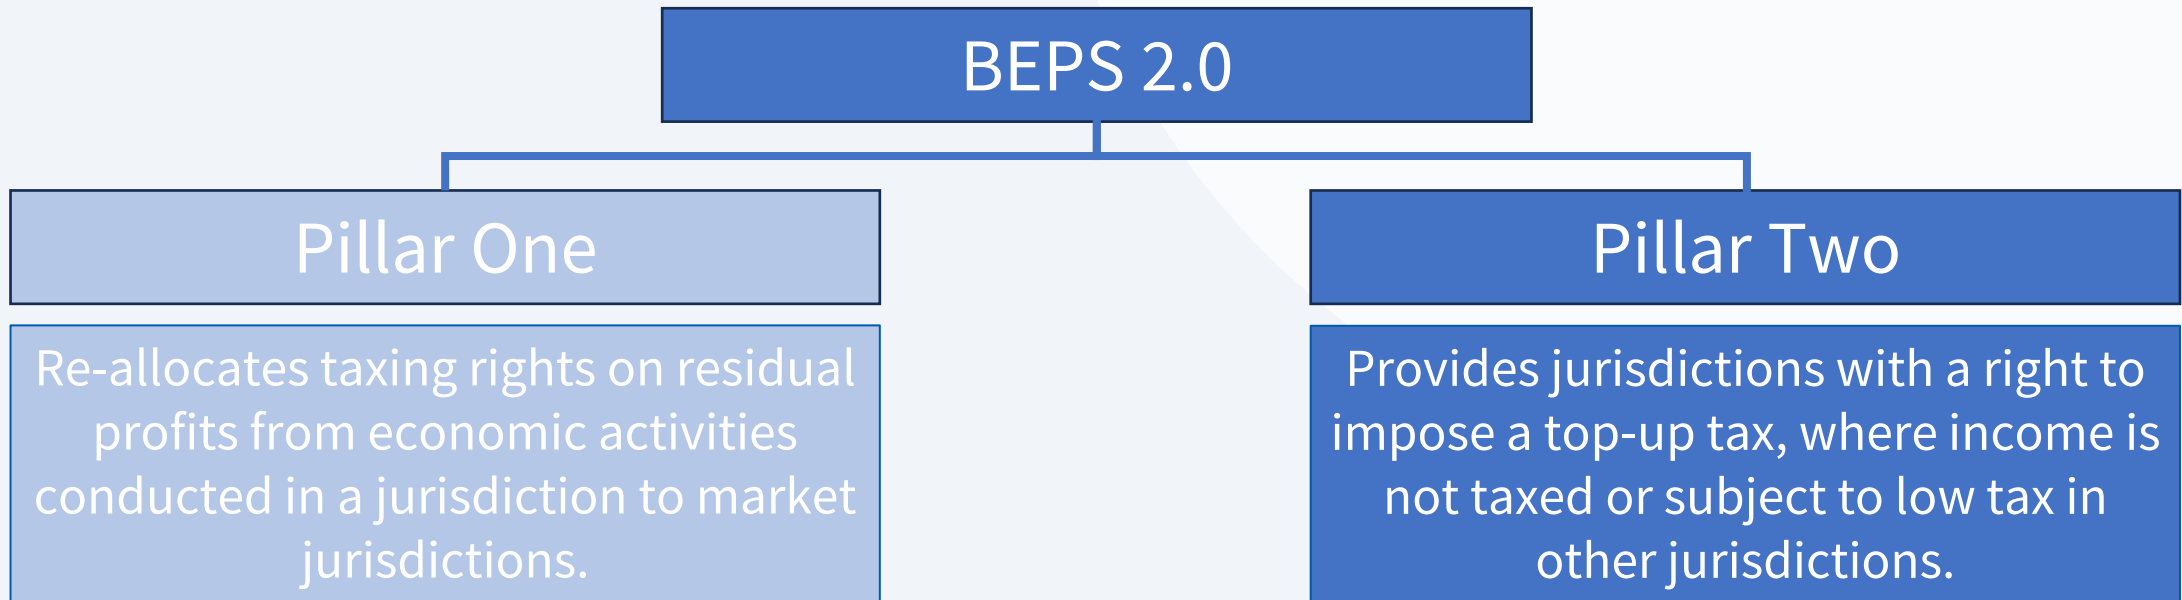 BEPS 2.0
Pillar One
Re-allocates taxing rights on residual
profits from economic activities
conducted in a jurisdiction to market
jurisdictions.
Pillar Two
Provides jurisdictions with a right to
impose a top-up tax, where income is
not taxed or subject to low tax in
other jurisdictions.